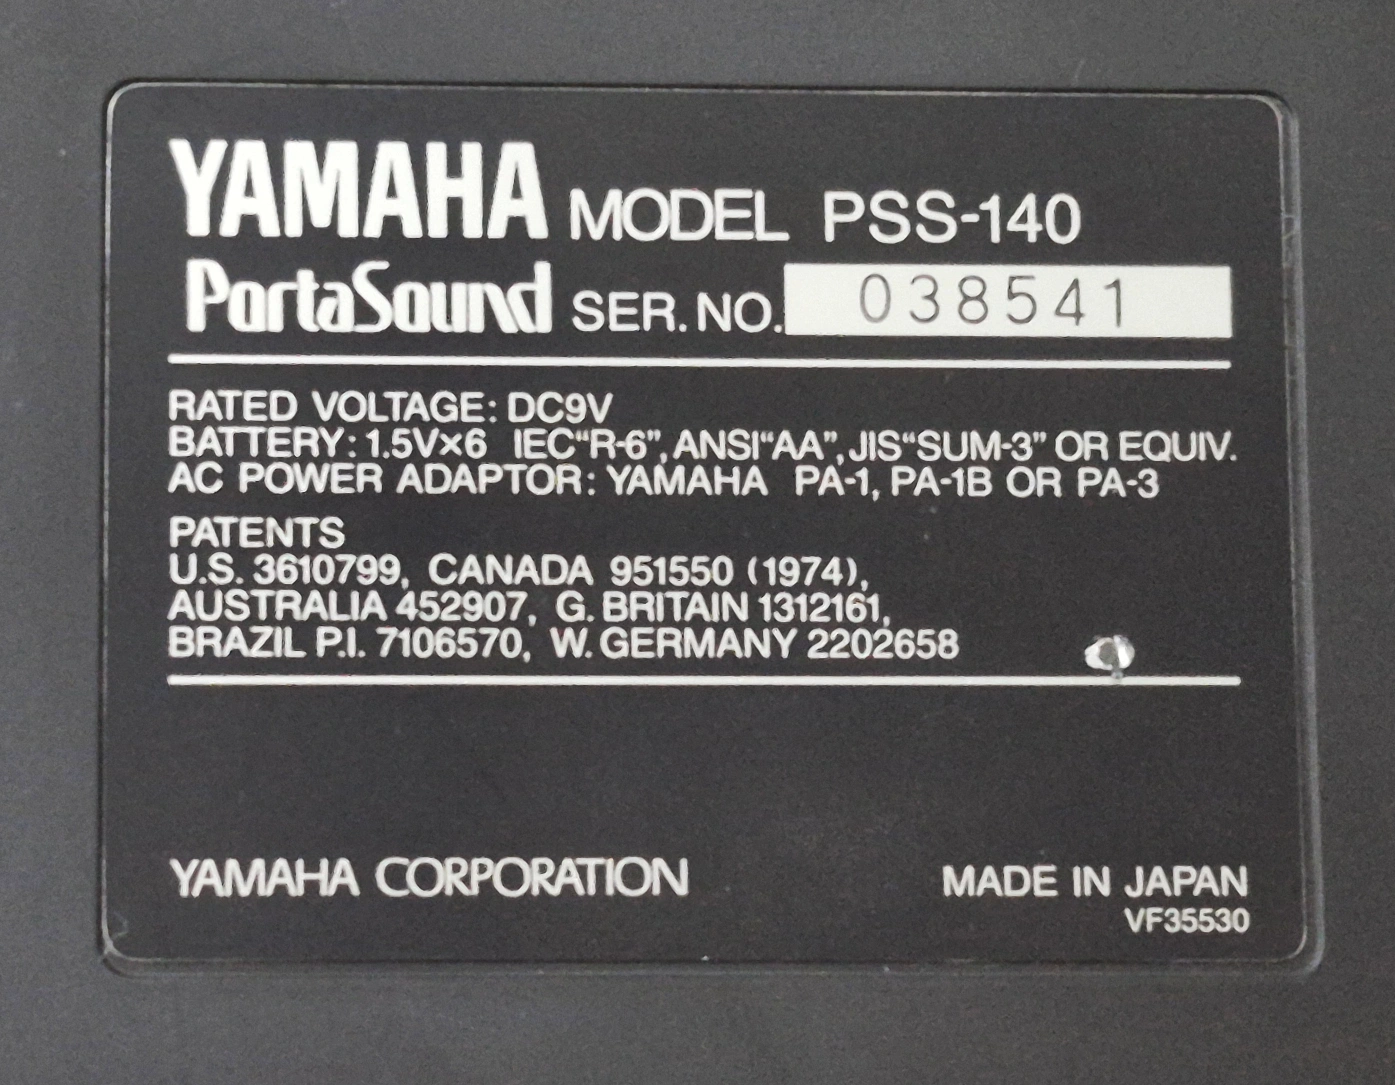 YAMAHA MODEL PSS-140
PortaSound SER. NO. 038541
RATED VOLTAGE: DC9V
BATTERY: 1.5V×6 IEC“R-6”, ANSI“AA”, JIS“SUM-3” OR EQUIV.
AC POWER ADAPTOR: YAMAHA PA-1, PA-1B OR PA-3
PATENTS
U.S. 3610799, CANADA 951550 (1974),
AUSTRALIA 452907, G. BRITAIN 1312161,
BRAZIL P.I. 7106570, W. GERMANY 2202658
YAMAHA CORPORATION MADE IN JAPAN
VF35530